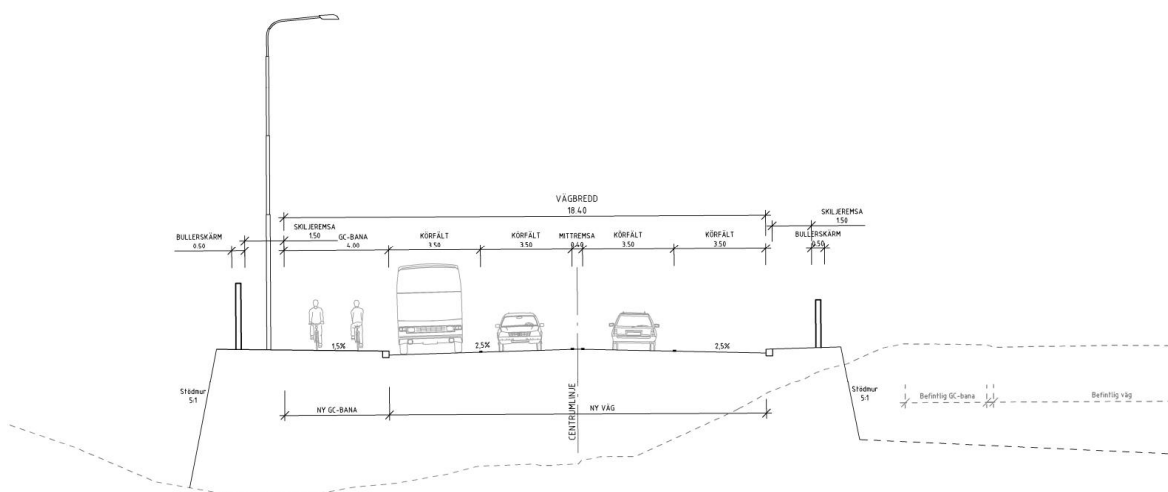 VÄGBREDD
18.40
SKILJEREMSA
1.50
BULLERSKÄRM
0.50
SKILJEREMSA
1.50
GC-BANA
4.00
KÖRFÄLT
3.50
KÖRFÄLT
3.50
MITTREMSA
0.40
KÖRFÄLT
3.50
KÖRFÄLT
3.50
BULLERSKÄRM
0.50
1,5%
2,5%
2,5%
Stödmur
5:1
Stödmur
5:1
Befintlig GC-bana
Befintlig väg
NY GC-BANA
NY VÄG
CENTRUMLINJE